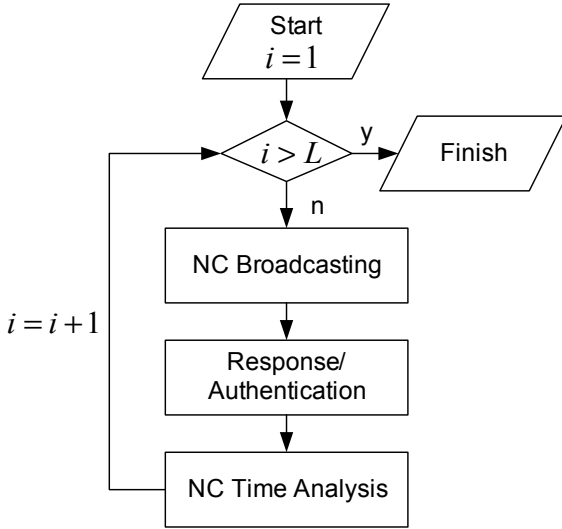 Start
i = 1
i > L
y
Finish
n
NC Broadcasting
i = i + 1
Response/
Authentication
NC Time Analysis